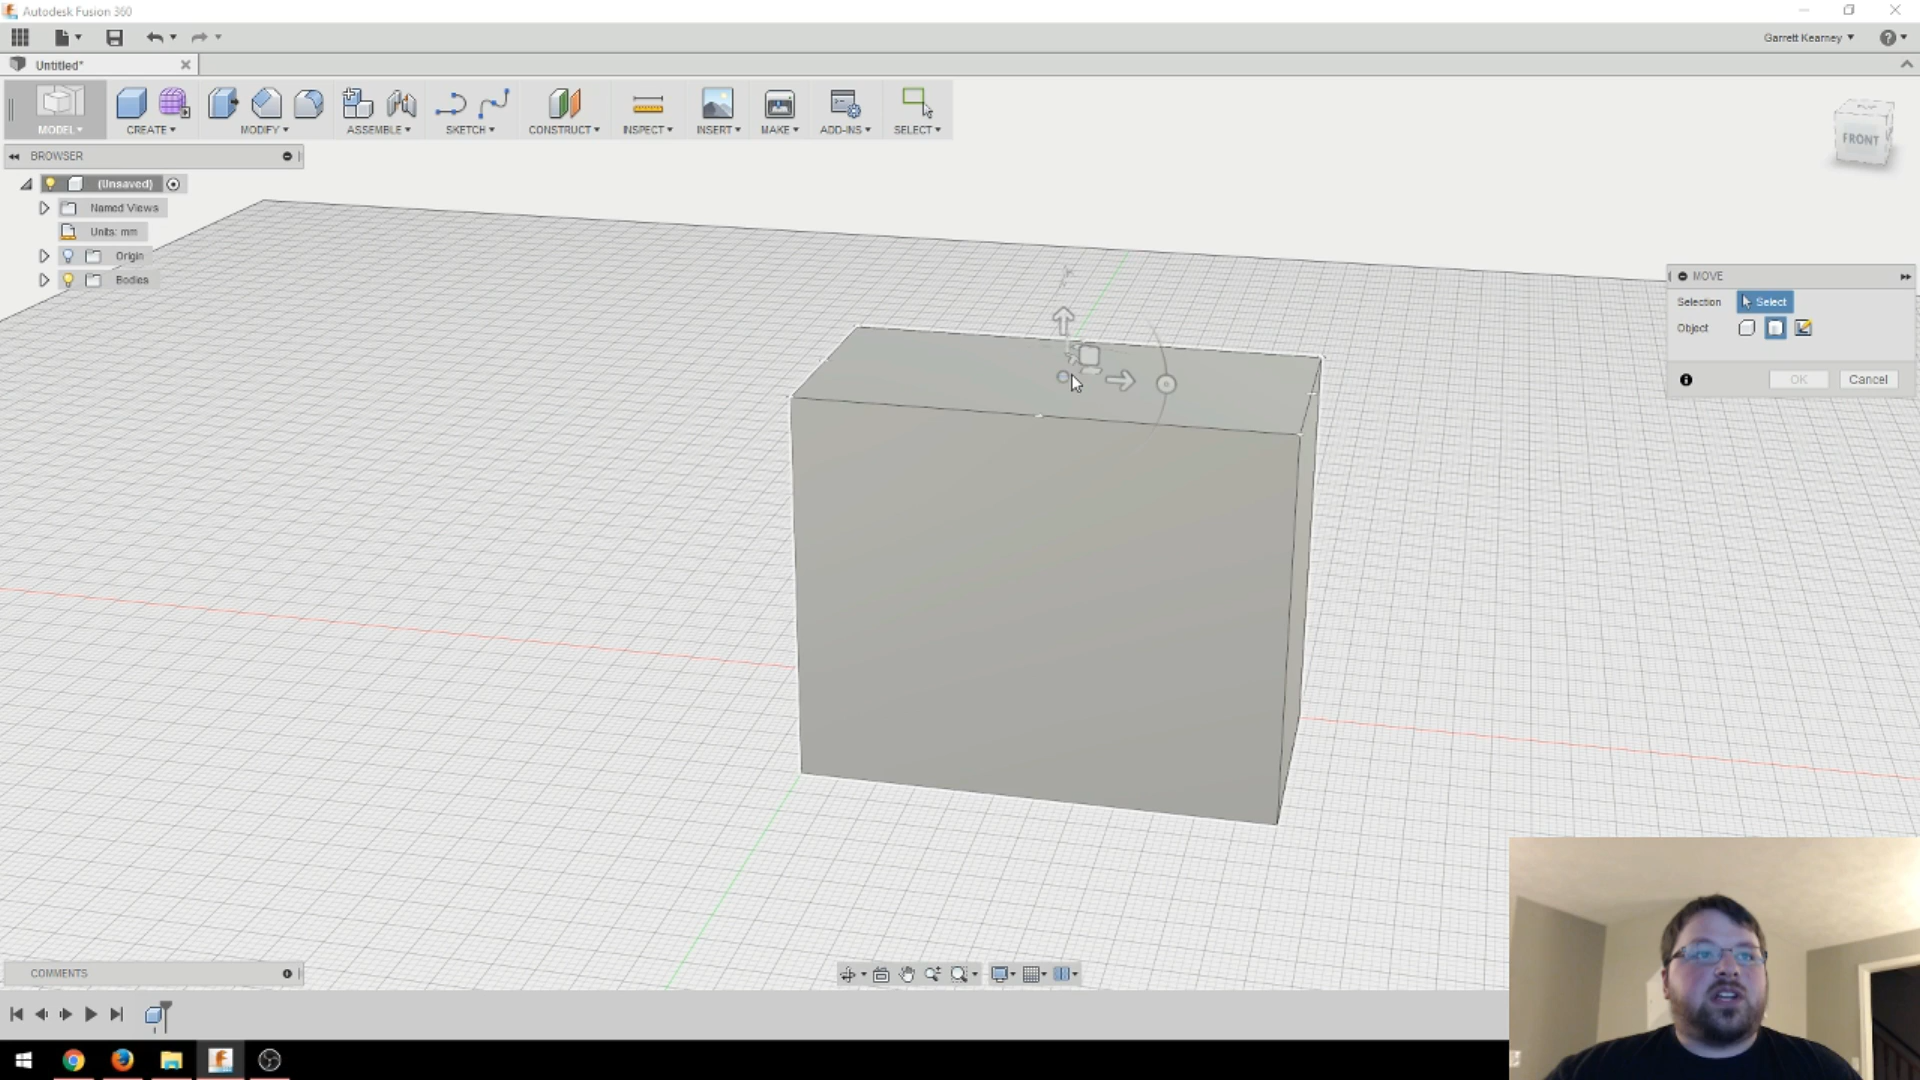 Autodesk Fusion 360
Garrett Kearney
Untitled*
MODEL
CREATE
MODIFY
ASSEMBLE
SKETCH
CONSTRUCT
INSPECT
INSERT
MAKE
ADD-INS
SELECT
FRONT
BROWSER
(Unsaved)
Named Views
Units: mm
Origin
Bodies
MOVE
Selection Select
Object
OK Cancel
COMMENTS